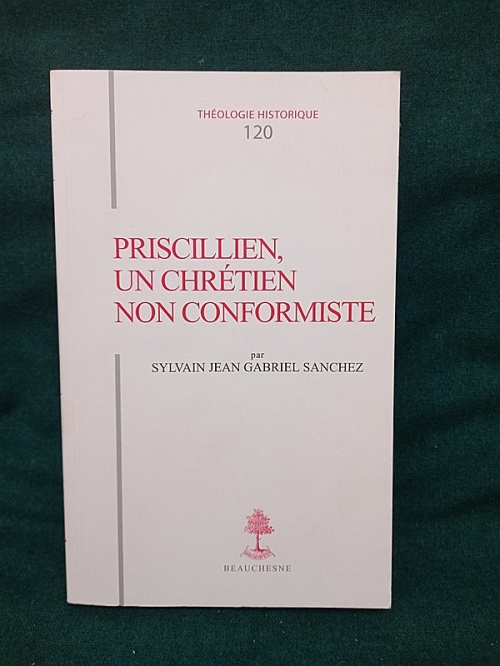 THÉOLOGIE HISTORIQUE
120
PRISCILLIEN,
UN CHRÉTIEN
NON CONFORMISTE
par
SYLVAIN JEAN GABRIEL SANCHEZ
BEAUCHESNE